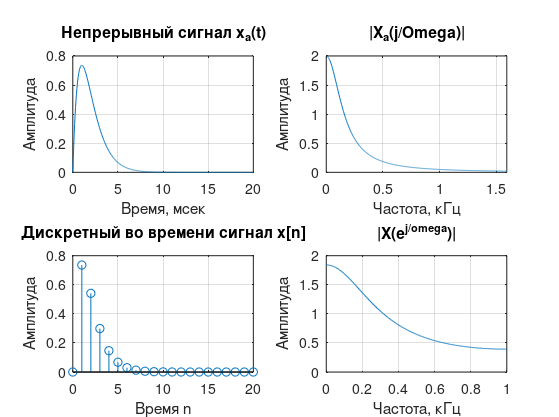 Непрерывный сигнал xₐ(t)
0.8
0.6
0.4
0.2
0
Амплитуда
0 5 10 15 20
Время, мсек
|Xₐ(j/Omega)|
2
1.5
1
0.5
0
Амплитуда
0 0.5 1 1.5
Частота, кГц
Дискретный во времени сигнал x[n]
0.8
0.6
0.4
0.2
0
Амплитуда
0 5 10 15 20
Время n
|X(e^j/omega)|
2
1.5
1
0.5
0
Амплитуда
0 0.2 0.4 0.6 0.8 1
Частота, кГц